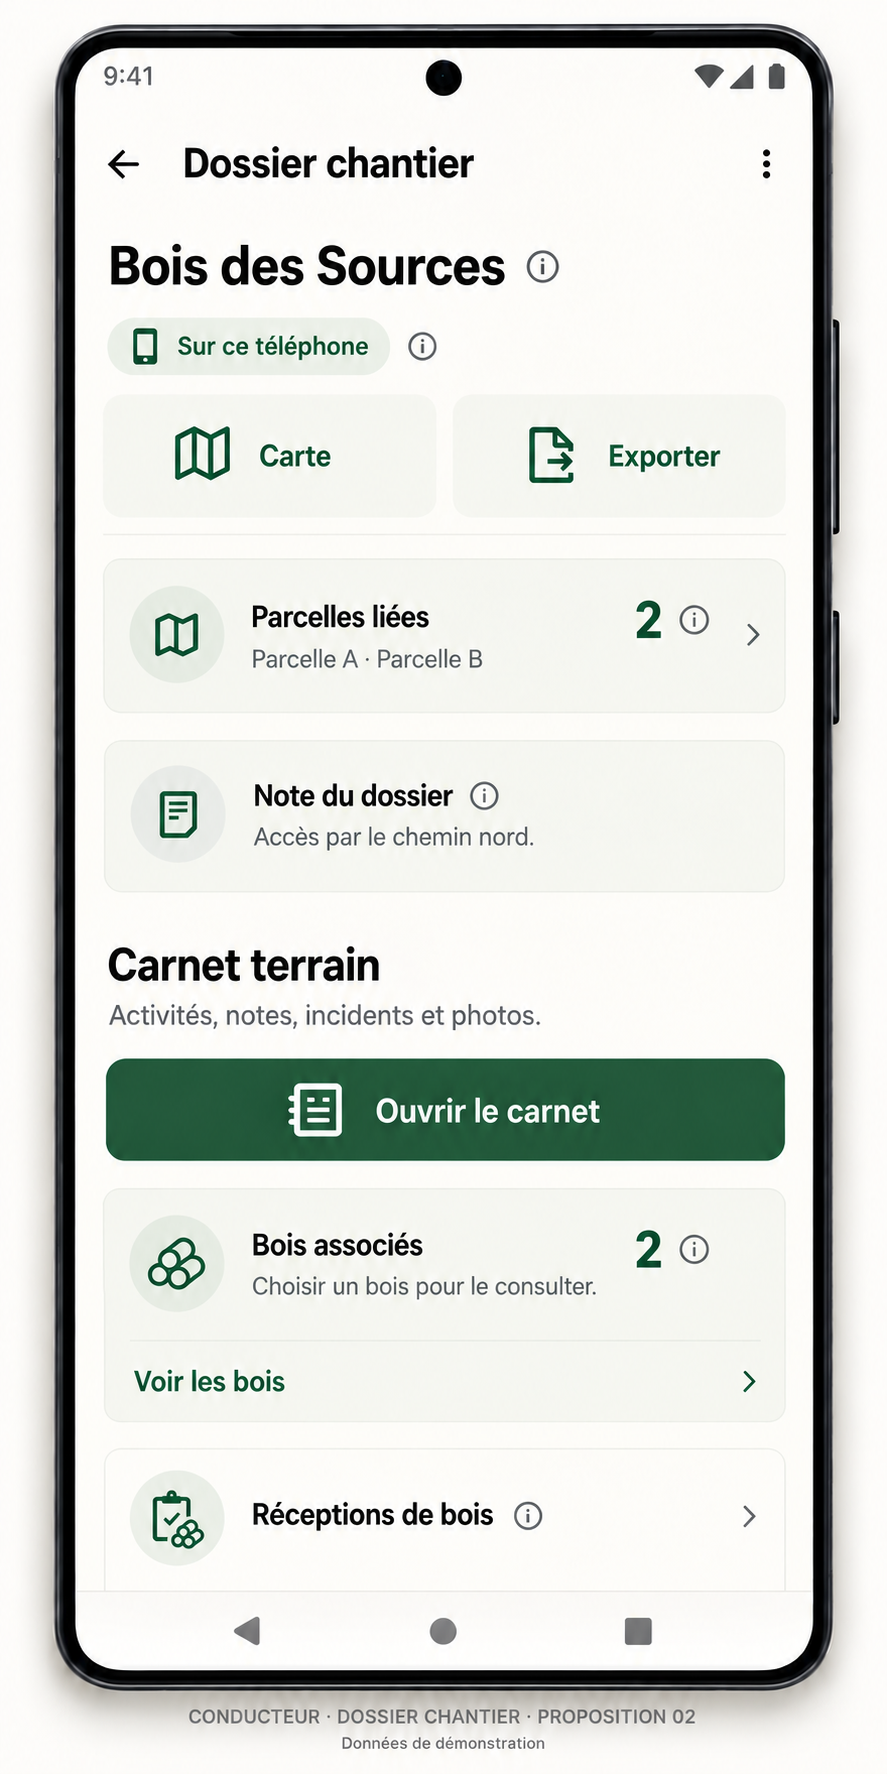 9:41
Dossier chantier
Bois des Sources
Sur ce téléphone
Carte
Exporter
Parcelles liées
2
Parcelle A · Parcelle B
Note du dossier
Accès par le chemin nord.
Carnet terrain
Activités, notes, incidents et photos.
Ouvrir le carnet
Bois associés
2
Choisir un bois pour le consulter.
Voir les bois
Réceptions de bois
CONDUCTEUR · DOSSIER CHANTIER · PROPOSITION 02
Données de démonstration